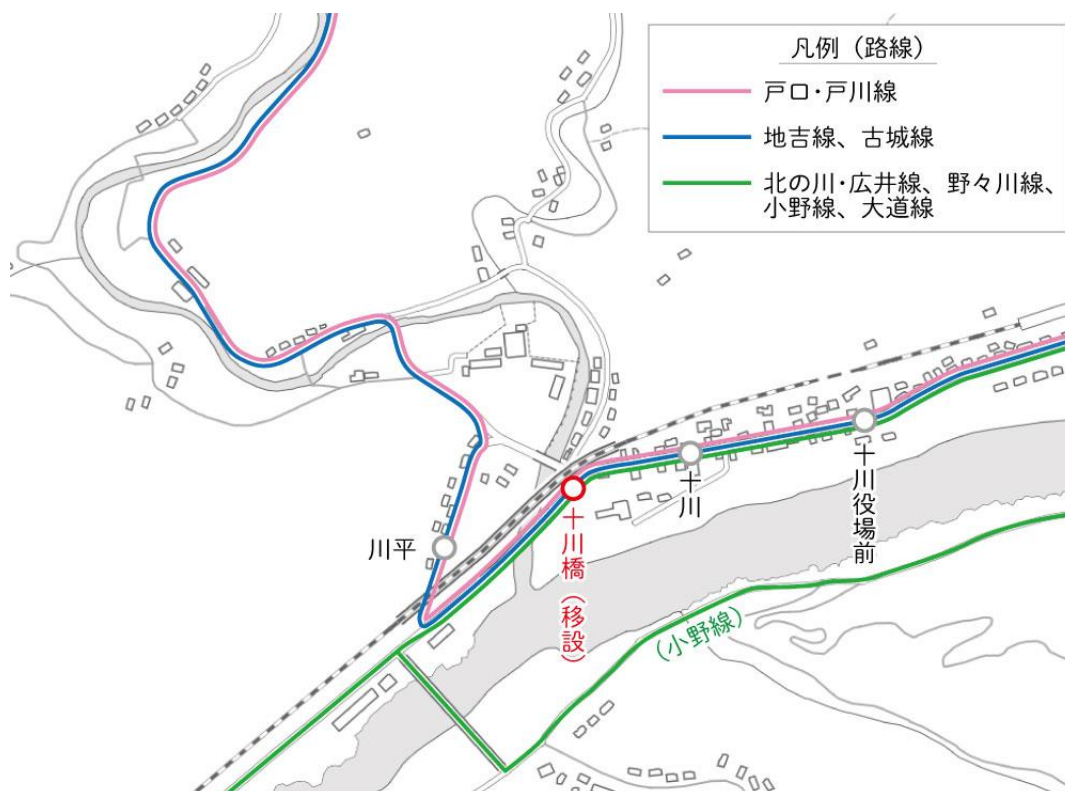 凡例（路線）
戸口・戸川線
地吉線、古城線
北の川・広井線、野々川線、
小野線、大道線
川平
十川橋（移設）
十川
十川役場前
（小野線）